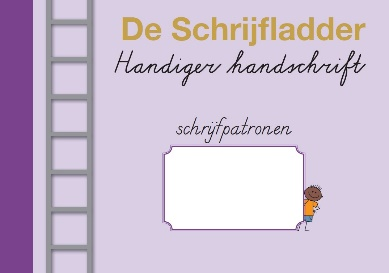 De Schrijfladder
Handiger handschrift
schrijfpatronen